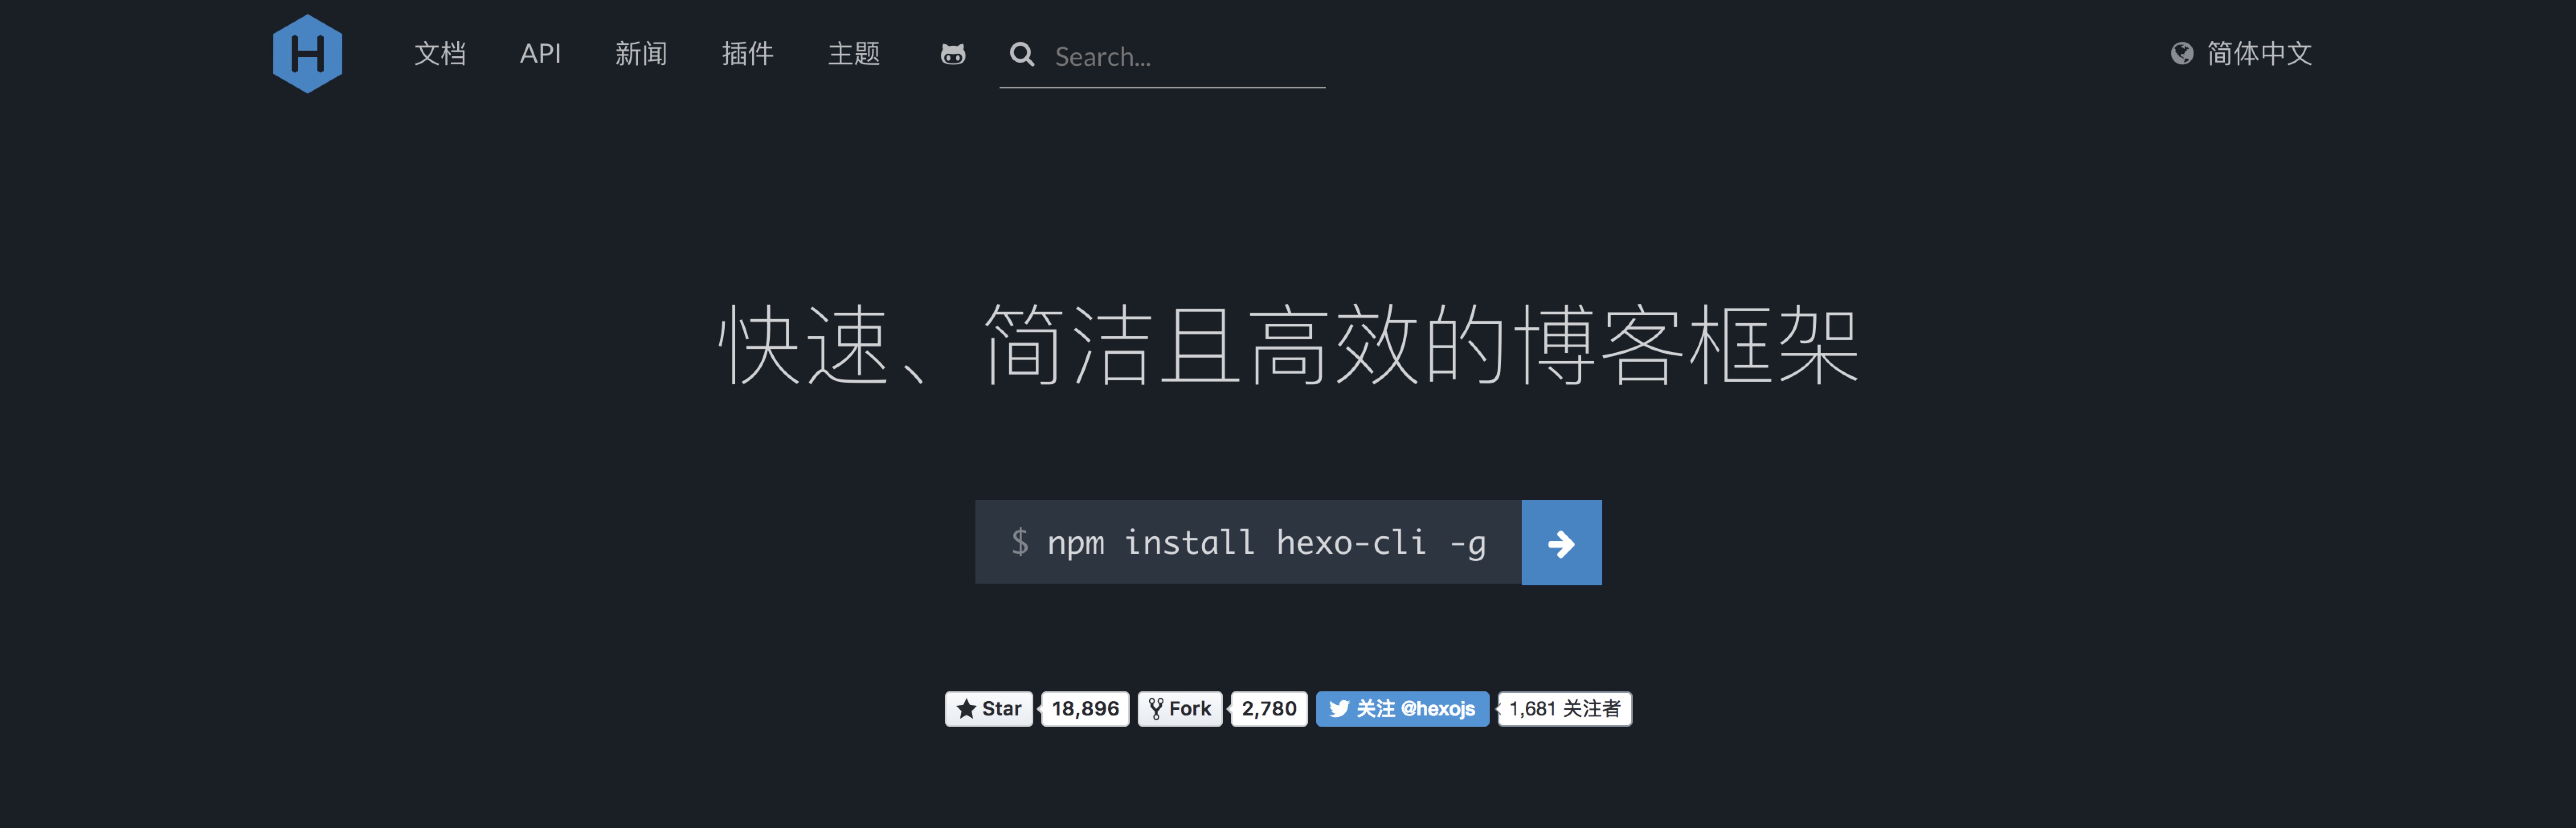 H 文档 API 新闻 插件 主题 Search... 简体中文
快速、简洁且高效的博客框架
$ npm install hexo-cli -g
Star 18,896 Fork 2,780 关注 @hexojs 1,681 关注者